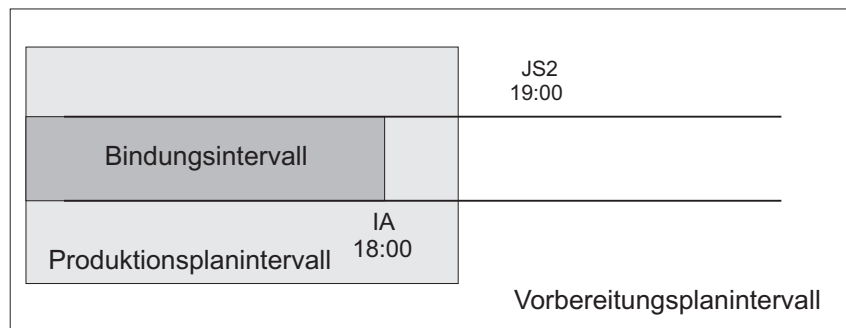 JS2
19:00
Bindungsintervall
IA
18:00
Produktionsplanintervall
Vorbereitungsplanintervall